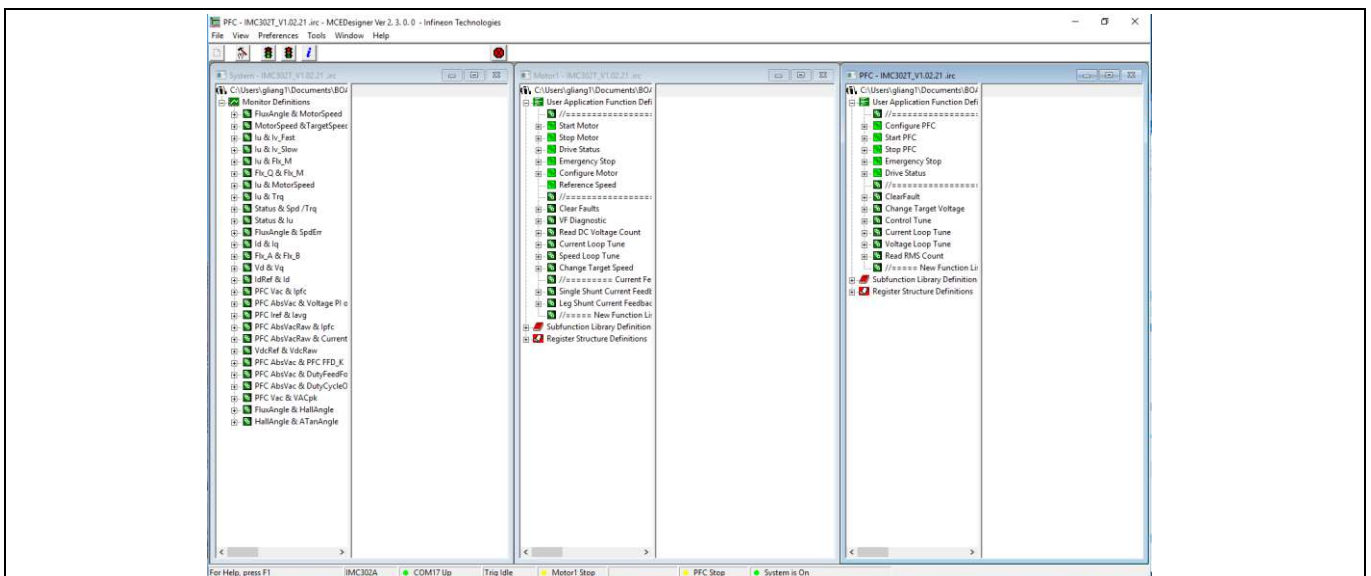 PFC - IMC302T_V1.02.21 .irc - MCEDesigner Ver 2. 3. 0. 0 - Infineon Technologies
File View Preferences Tools Window Help
System - IMC302T_V1.02.21 .irc
C:\Users\gliang1\Documents\BO
Monitor Definitions
FluxAngle & MotorSpeed
MotorSpeed &TargetSpeec
Iu & Iv_Fast
Iu & Iv_Slow
Iu & Flx_M
Flx_Q & Flx_M
Iu & MotorSpeed
Iu & Trq
Status & Spd /Trq
Status & Iu
FluxAngle & SpdErr
Id & Iq
Flx_A & Flx_B
Vd & Vq
IdRef & Id
PFC Vac & Ipfc
PFC AbsVac & Voltage PI o
PFC Iref & Iavg
PFC AbsVacRaw & Ipfc
PFC AbsVacRaw & Current
VdcRef & VdcRaw
PFC AbsVac & PFC FFD_K
PFC AbsVac & DutyFeedFo
PFC AbsVac & DutyCycleO
PFC Vac & VACpk
FluxAngle & HallAngle
HallAngle & ATanAngle
Motor1 - IMC302T_V1.02.21 .irc
C:\Users\gliang1\Documents\BO
User Application Function Defi
//================
Start Motor
Stop Motor
Drive Status
Emergency Stop
Configure Motor
Reference Speed
//================
Clear Faults
VF Diagnostic
Read DC Voltage Count
Current Loop Tune
Speed Loop Tune
Change Target Speed
//========= Current Fe
Single Shunt Current Feedb
Leg Shunt Current Feedbac
//===== New Function Li
Subfunction Library Definition
Register Structure Definitions
PFC - IMC302T_V1.02.21 .irc
C:\Users\gliang1\Documents\BO
User Application Function Defi
//================
Configure PFC
Start PFC
Stop PFC
Emergency Stop
Drive Status
//================
ClearFault
Change Target Voltage
Control Tune
Current Loop Tune
Voltage Loop Tune
Read RMS Count
//===== New Function Li
Subfunction Library Definition
Register Structure Definitions
For Help, press F1 IMC302A COM17 Up Trig Idle Motor1 Stop PFC Stop System is On